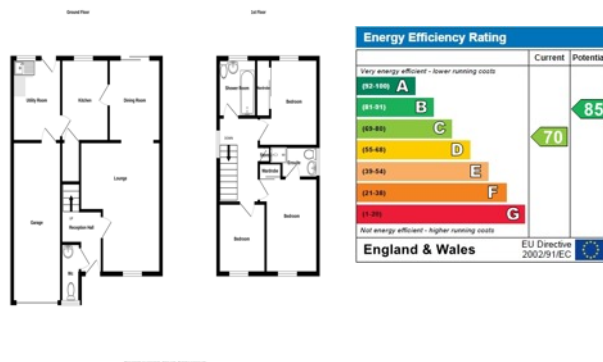 Ground Floor
1st Floor
Utility Room
Kitchen
Dining Room
Lounge
Garage
Reception Hall
Wc
Shower Room
Bedroom
Wardrobe
Bedroom
Bedroom
Energy Efficiency Rating
Current
Potential
Very energy efficient - lower running costs
(92-100) A
(81-91) B
(69-80) C
(55-68) D
(39-54) E
(21-38) F
(1-20) G
70
85
Not energy efficient - higher running costs
England & Wales
EU Directive
2002/91/EC